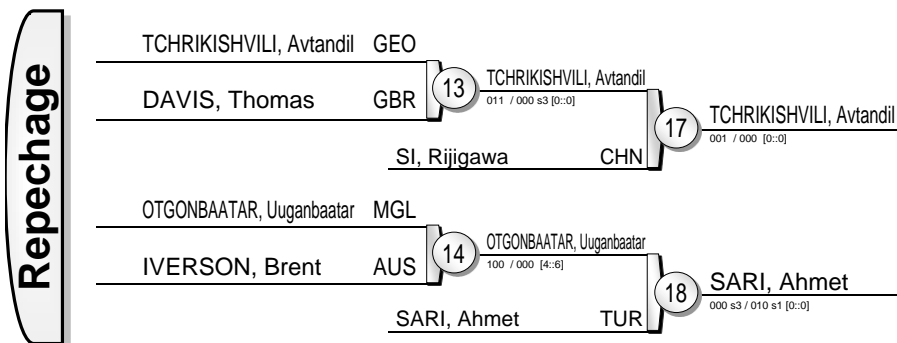 Repechage
TCHRIKISHVILI, Avtandil GEO
DAVIS, Thomas GBR
13
TCHRIKISHVILI, Avtandil
011 / 000 s3 [0::0]
SI, Rijigawa CHN
17
TCHRIKISHVILI, Avtandil
001 / 000 [0::0]
OTGONBAATAR, Uuganbaatar MGL
IVERSON, Brent AUS
14
OTGONBAATAR, Uuganbaatar
100 / 000 [4::6]
SARI, Ahmet TUR
18
SARI, Ahmet
000 s3 / 010 s1 [0::0]